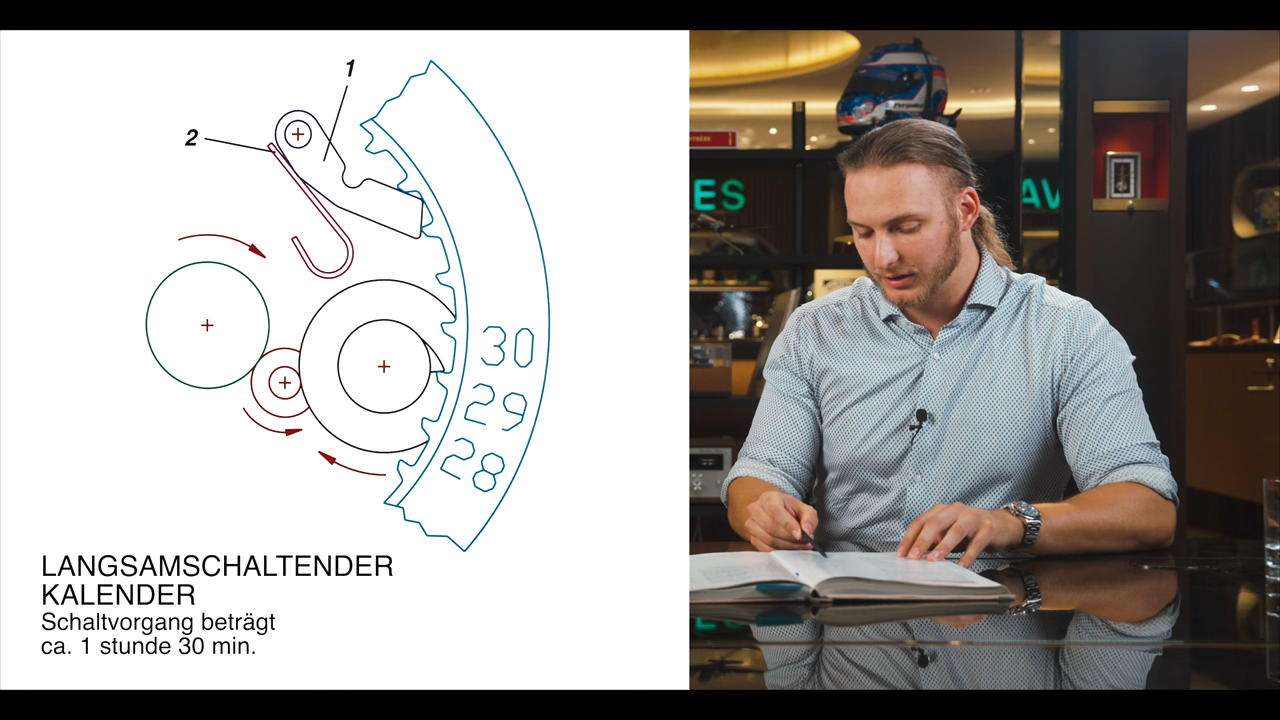 1
2
30
29
28
LANGSAMSCHALTENDER
KALENDER
Schaltvorgang beträgt
ca. 1 stunde 30 min.
ES
AV